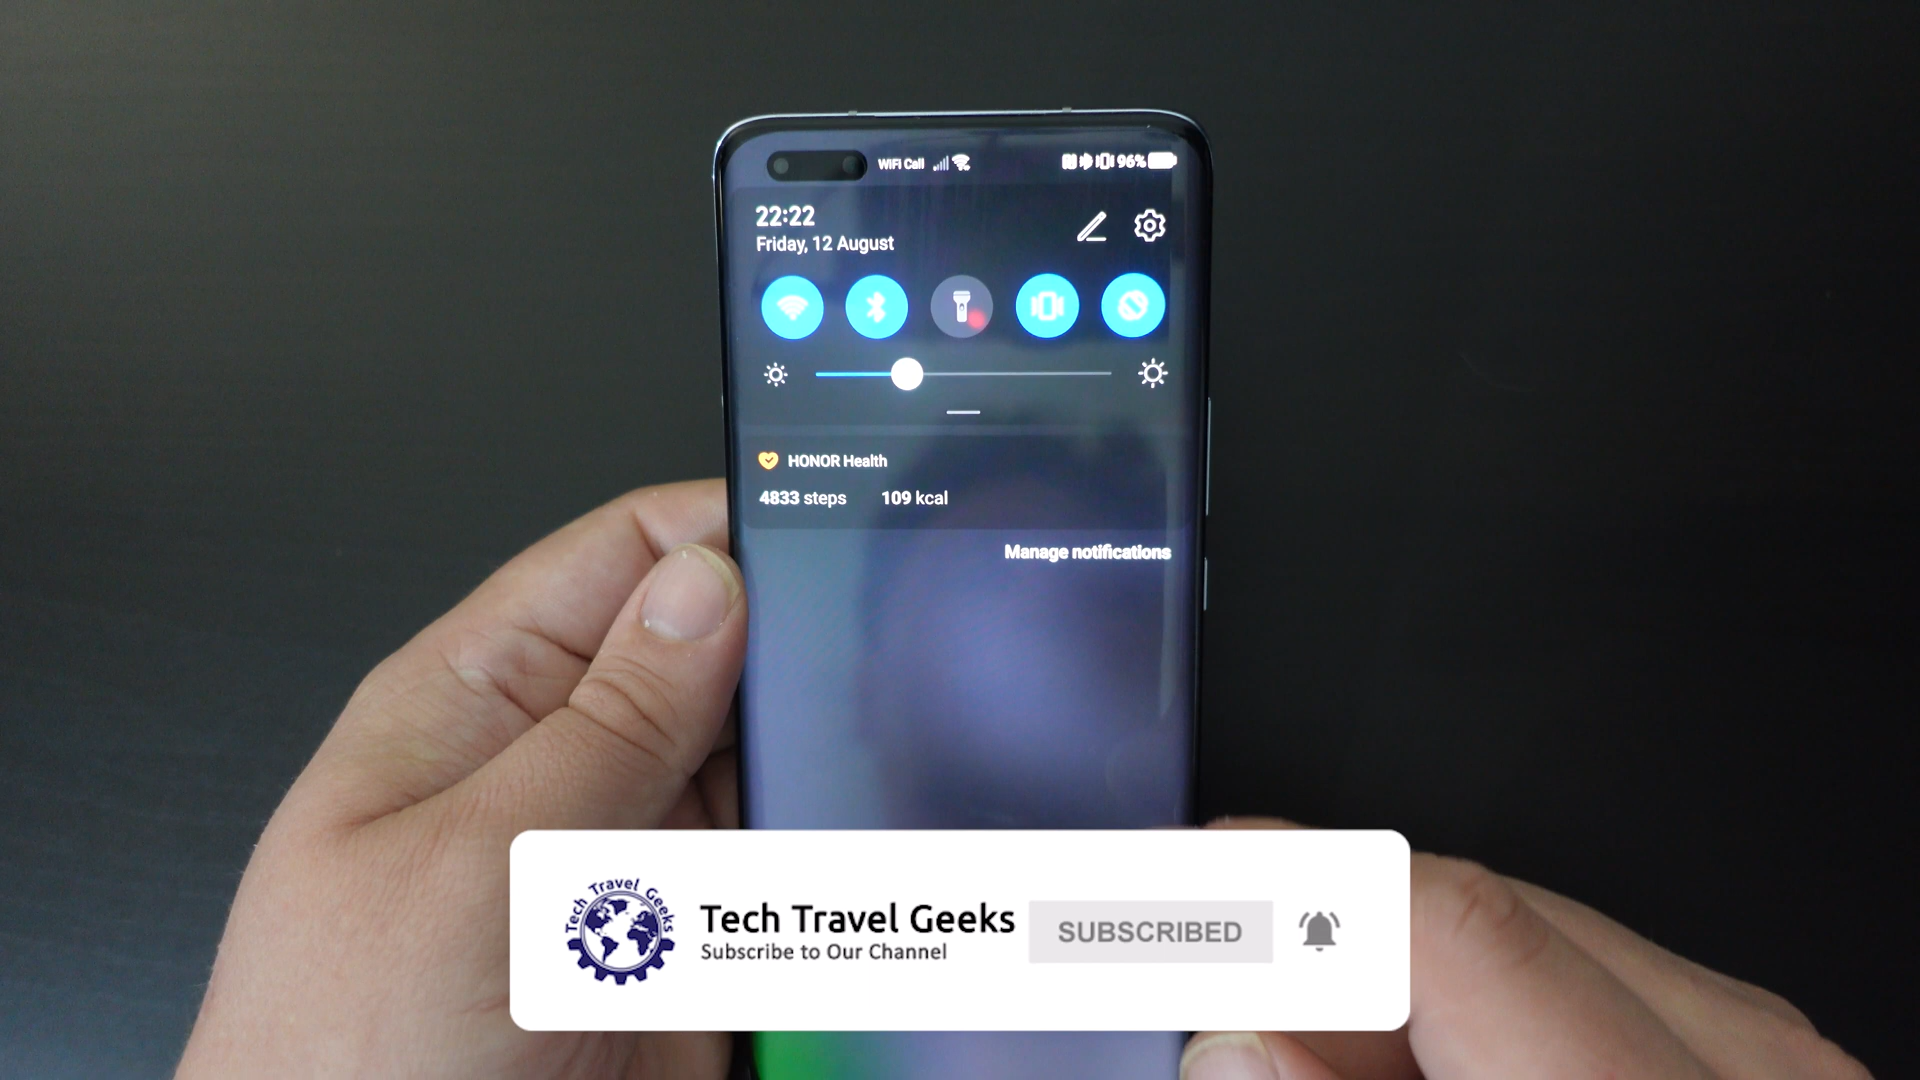 WiFi Call 96%
22:22
Friday, 12 August
HONOR Health
4833 steps 109 kcal
Manage notifications
Tech Travel Geeks
Tech Travel Geeks
Subscribe to Our Channel
SUBSCRIBED